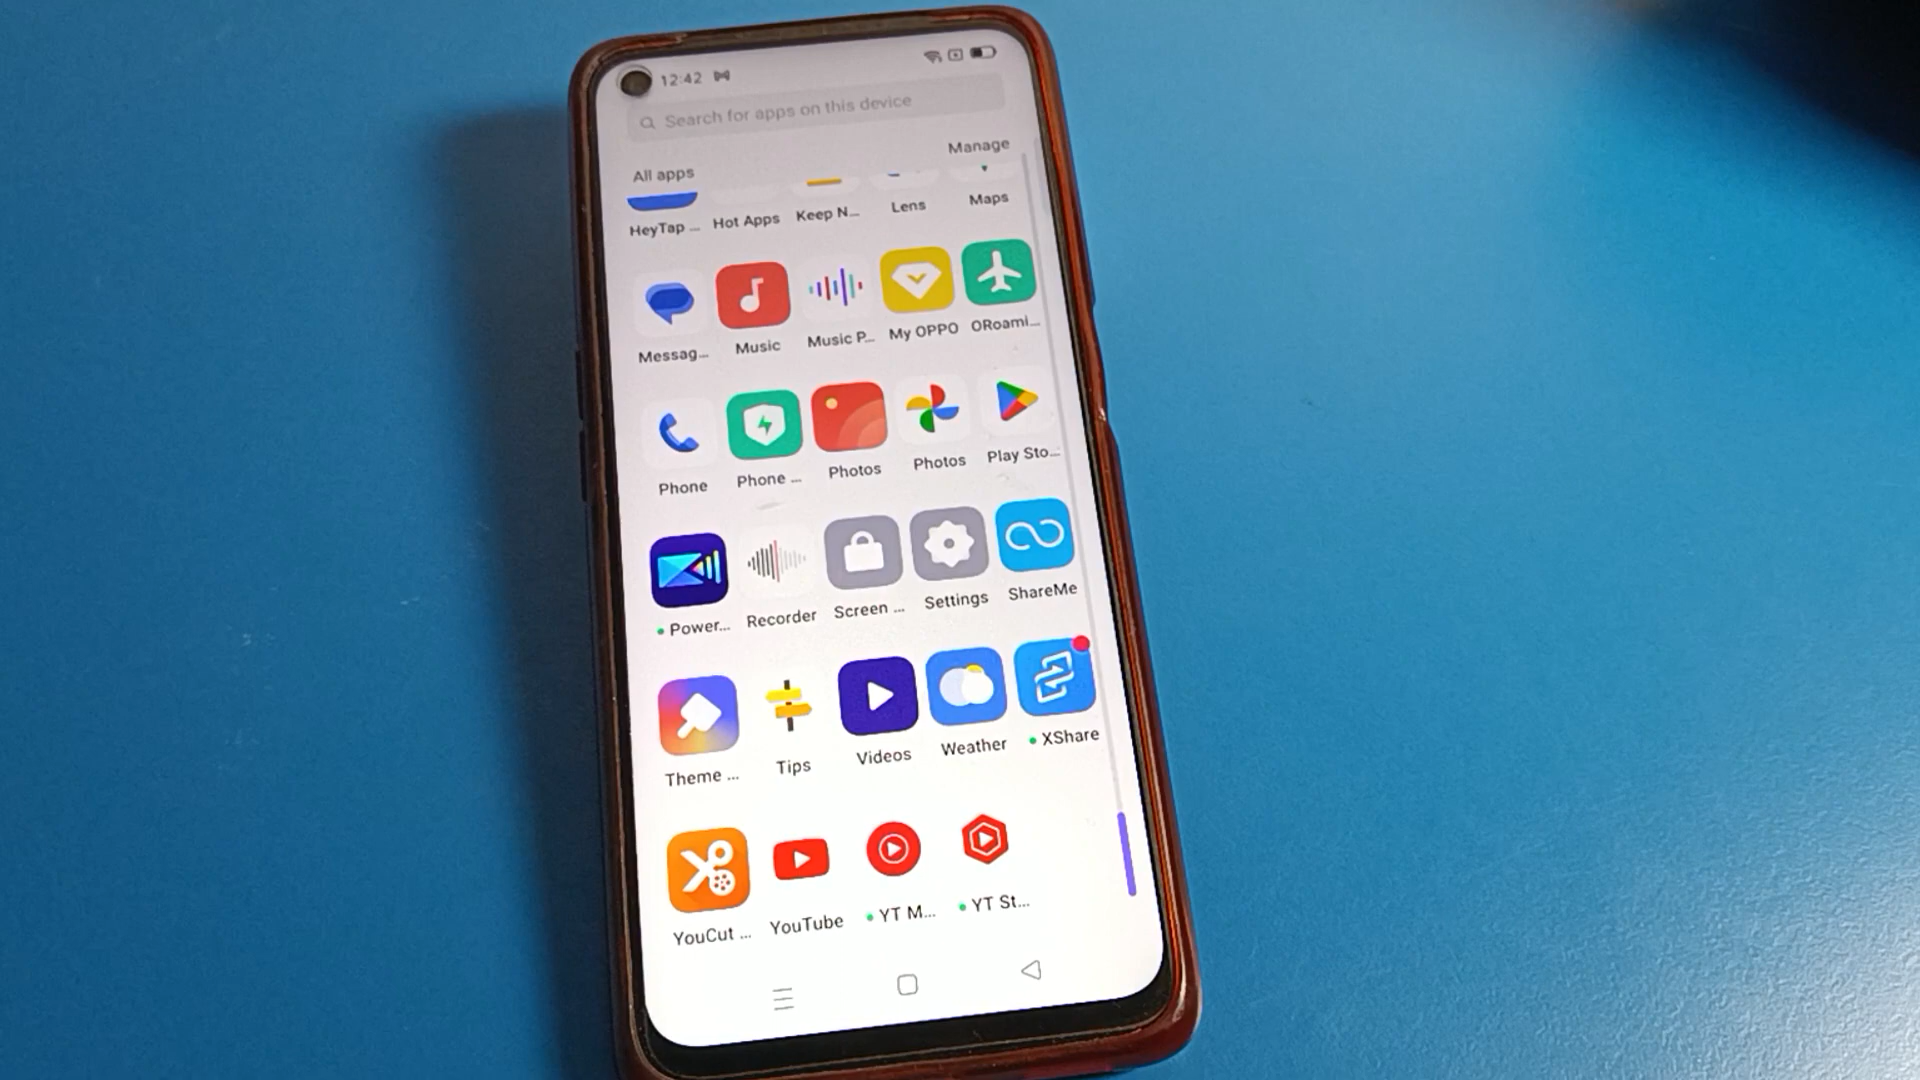 12:42
Search for apps on this device
Manage
All apps
HeyTap ... Hot Apps Keep N... Lens Maps
Messag... Music Music P... My OPPO ORoami...
Phone Phone ... Photos Photos Play Sto...
Power... Recorder Screen ... Settings ShareMe
Theme ... Tips Videos Weather XShare
YouCut ... YouTube YT M... YT St...